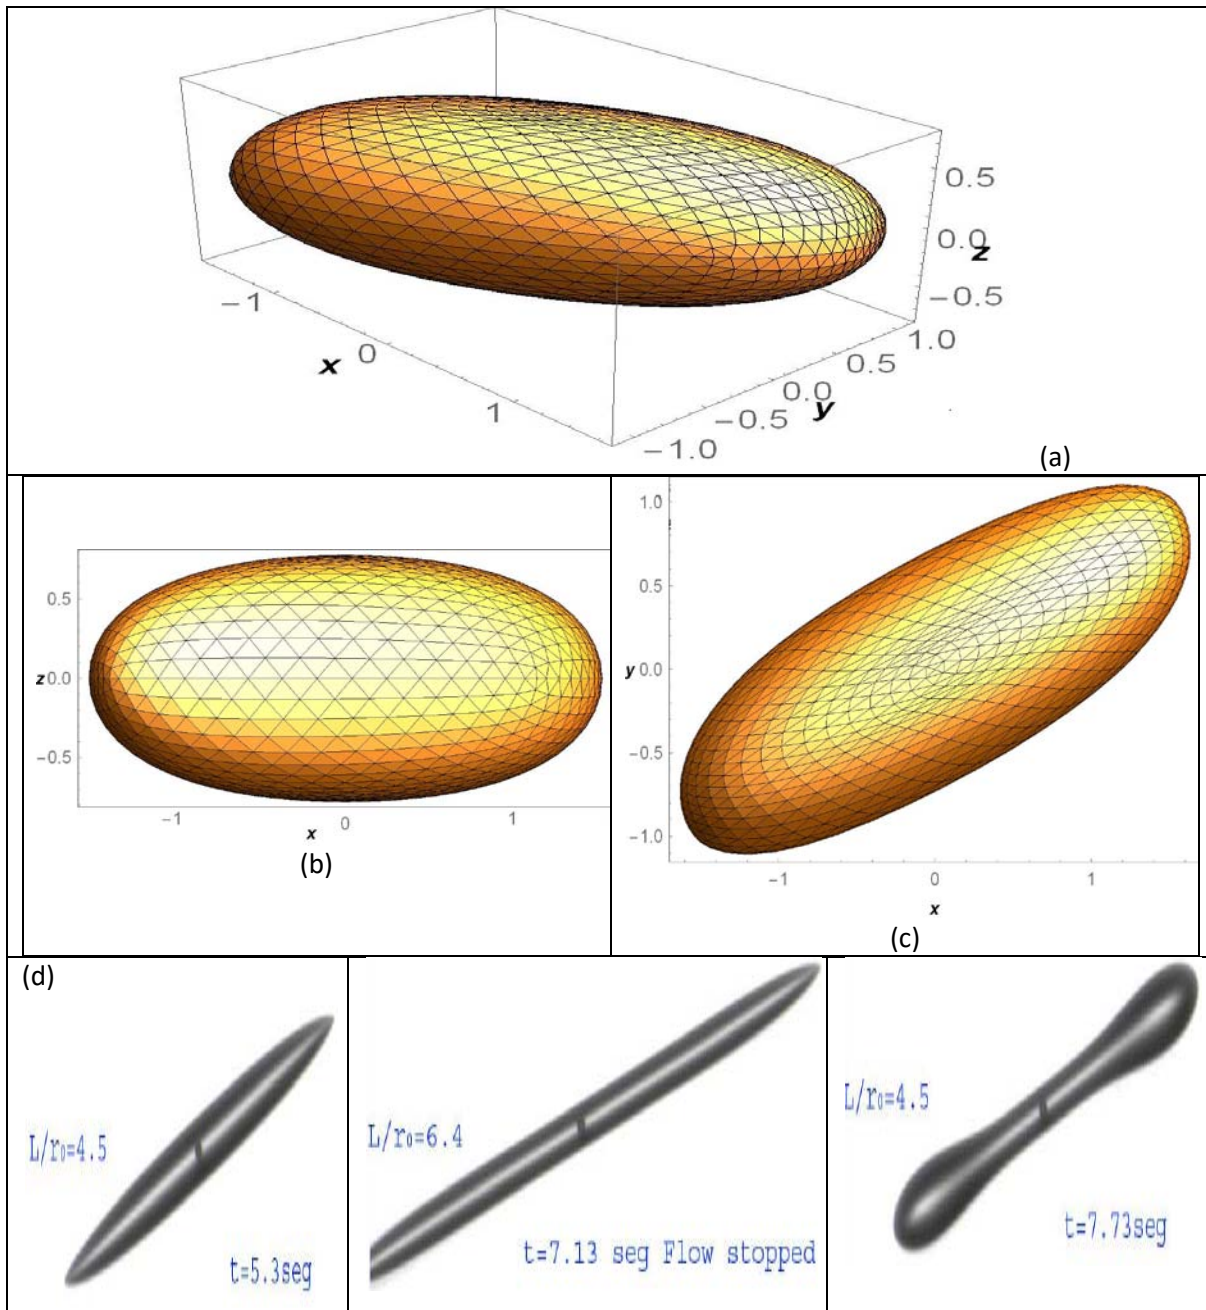 0.5
0.0
z
-0.5
-1
0
x
1
1.0
0.5
0.0
y
-0.5
-1.0
(a)
0.5
z 0.0
-0.5
-1
0
1
x
(b)
1.0
0.5
y 0.0
-0.5
-1.0
-1
0
1
x
(c)
(d)
L/r₀=4.5
t=5.3seg
L/r₀=6.4
t=7.13 seg Flow stopped
L/r₀=4.5
t=7.73seg